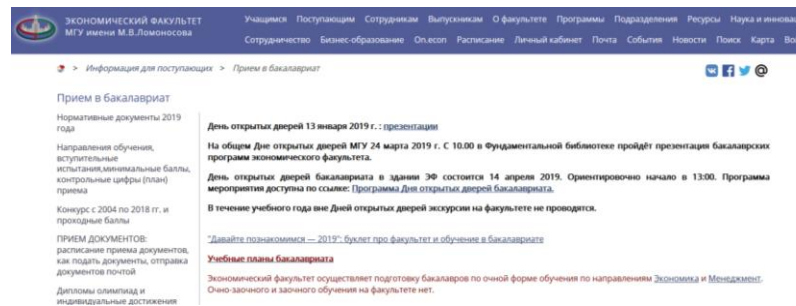 ЭКОНОМИЧЕСКИЙ ФАКУЛЬТЕТ
МГУ имени М.В.Ломоносова
Учащимся Поступающим Сотрудникам Выпускникам О факультете Программы Подразделения Ресурсы Наука и инновац
Сотрудничество Бизнес-образование On.econ Расписание Личный кабинет Почта События Новости Поиск Карта Во
> Информация для поступающих > Прием в бакалавриат
Прием в бакалавриат
Нормативные документы 2019
года
Направления обучения,
вступительные
испытания,минимальные баллы,
контрольные цифры (план)
приема
Конкурс с 2004 по 2018 гг. и
проходные баллы
ПРИЕМ ДОКУМЕНТОВ:
расписание приема документов,
как подать документы, отправка
документов почтой
Дипломы олимпиад и
индивидуальные достижения
День открытых дверей 13 января 2019 г. : презентации
На общем Дне открытых дверей МГУ 24 марта 2019 г. С 10.00 в Фундаментальной библиотеке пройдёт презентация бакалаврских
программ экономического факультета.
День открытых дверей бакалавриата в здании ЭФ состоится 14 апреля 2019. Ориентировочно начало в 13:00. Программа
мероприятия доступна по ссылке: Программа Дня открытых дверей бакалавриата.
В течение учебного года вне Дней открытых дверей экскурсии на факультете не проводятся.
"Давайте познакомимся — 2019": буклет про факультет и обучение в бакалавриате
Учебные планы бакалавриата
Экономический факультет осуществляет подготовку бакалавров по очной форме обучения по направлениям Экономика и Менеджмент.
Очно-заочного и заочного обучения на факультете нет.